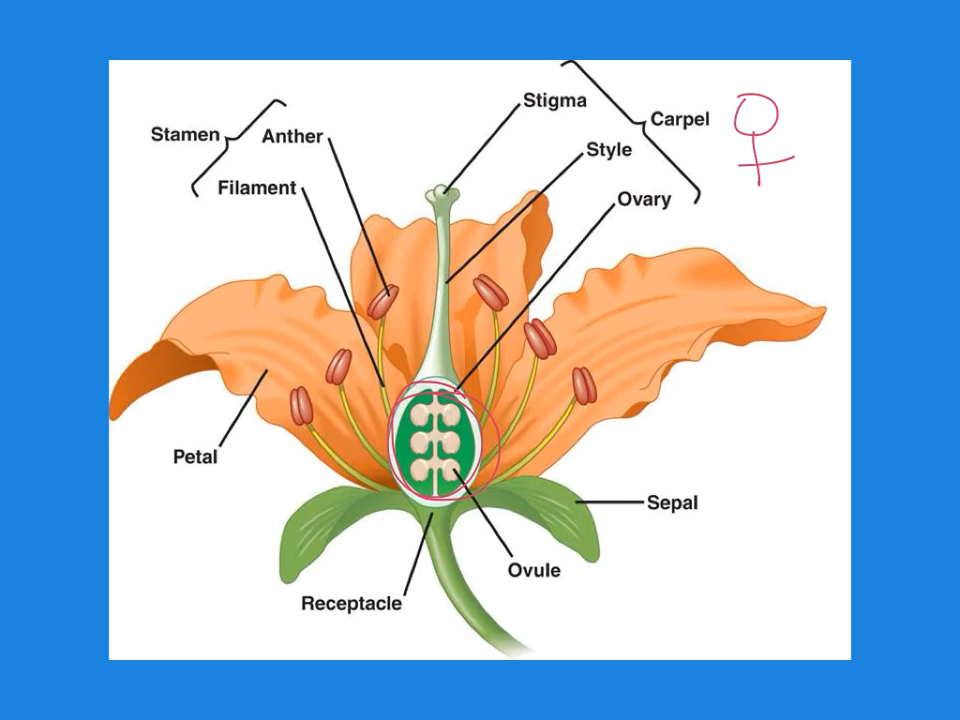 Stigma
Carpel
Stamen
Anther
Style
Filament
Ovary
Petal
Sepal
Ovule
Receptacle